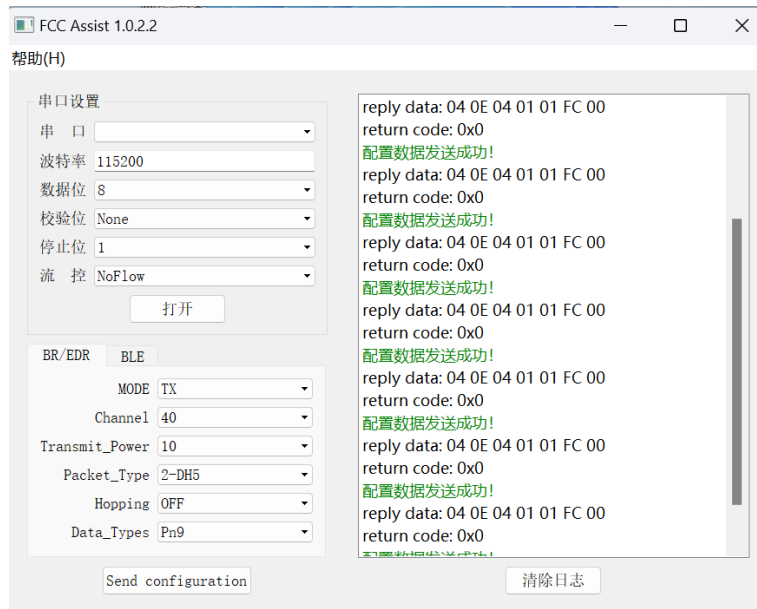 FCC Assist 1.0.2.2
帮助(H)
串口设置
串 口
波特率 115200
数据位 8
校验位 None
停止位 1
流 控 NoFlow
打开
BR/EDR BLE
MODE TX
Channel 40
Transmit_Power 10
Packet_Type 2-DH5
Hopping OFF
Data_Types Pn9
Send configuration
reply data: 04 0E 04 01 01 FC 00
return code: 0x0
配置数据发送成功!
reply data: 04 0E 04 01 01 FC 00
return code: 0x0
配置数据发送成功!
reply data: 04 0E 04 01 01 FC 00
return code: 0x0
配置数据发送成功!
reply data: 04 0E 04 01 01 FC 00
return code: 0x0
配置数据发送成功!
reply data: 04 0E 04 01 01 FC 00
return code: 0x0
配置数据发送成功!
reply data: 04 0E 04 01 01 FC 00
return code: 0x0
配置数据发送成功!
reply data: 04 0E 04 01 01 FC 00
return code: 0x0
配置数据发送成功!
清除日志